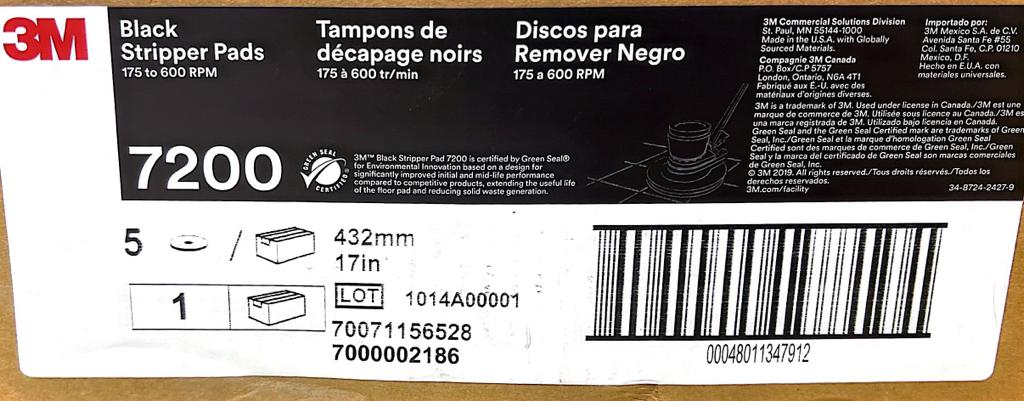 3M
Black
Stripper Pads
175 to 600 RPM
Tampons de
décapage noirs
175 à 600 tr/min
Discos para
Remover Negro
175 a 600 RPM
7200
GREEN SEAL
CERTIFIED
3M™ Black Stripper Pad 7200 is certified by Green Seal®
for Environmental Innovation based on a design for
significantly improved initial and mid-life performance
compared to competitive products, extending the useful life
of the floor pad and reducing solid waste generation.
3M Commercial Solutions Division
St. Paul, MN 55144-1000
Made in the U.S.A. with Globally
Sourced Materials.
Compagnie 3M Canada
P.O. Box/C.P 5757
London, Ontario, N6A 4T1
Fabriqué aux É.-U. avec des
matériaux d'origines diverses.
Importado por:
3M Mexico S.A. de C.V.
Avenida Santa Fe #55
Col. Santa Fe, C.P. 01210
Mexico, D.F.
Hecho en E.U.A. con
materiales universales.
3M is a trademark of 3M. Used under license in Canada./3M est une
marque de commerce de 3M. Utilisée sous licence au Canada./3M es
una marca registrada de 3M. Utilizado bajo licencia en Canadá.
Green Seal and the Green Seal Certified mark are trademarks of Green
Seal, Inc./Green Seal et la marque d'homologation Green Seal
Certified sont des marques de commerce de Green Seal, Inc./Green
Seal y la marca del certificado de Green Seal son marcas comerciales
de Green Seal, Inc.
© 3M 2019. All rights reserved./Tous droits réservés./Todos los
derechos reservados.
3M.com/facility
34-8724-2427-9
5 /
432mm
17in
1
LOT 1014A00001
70071156528
7000002186
00048011347912